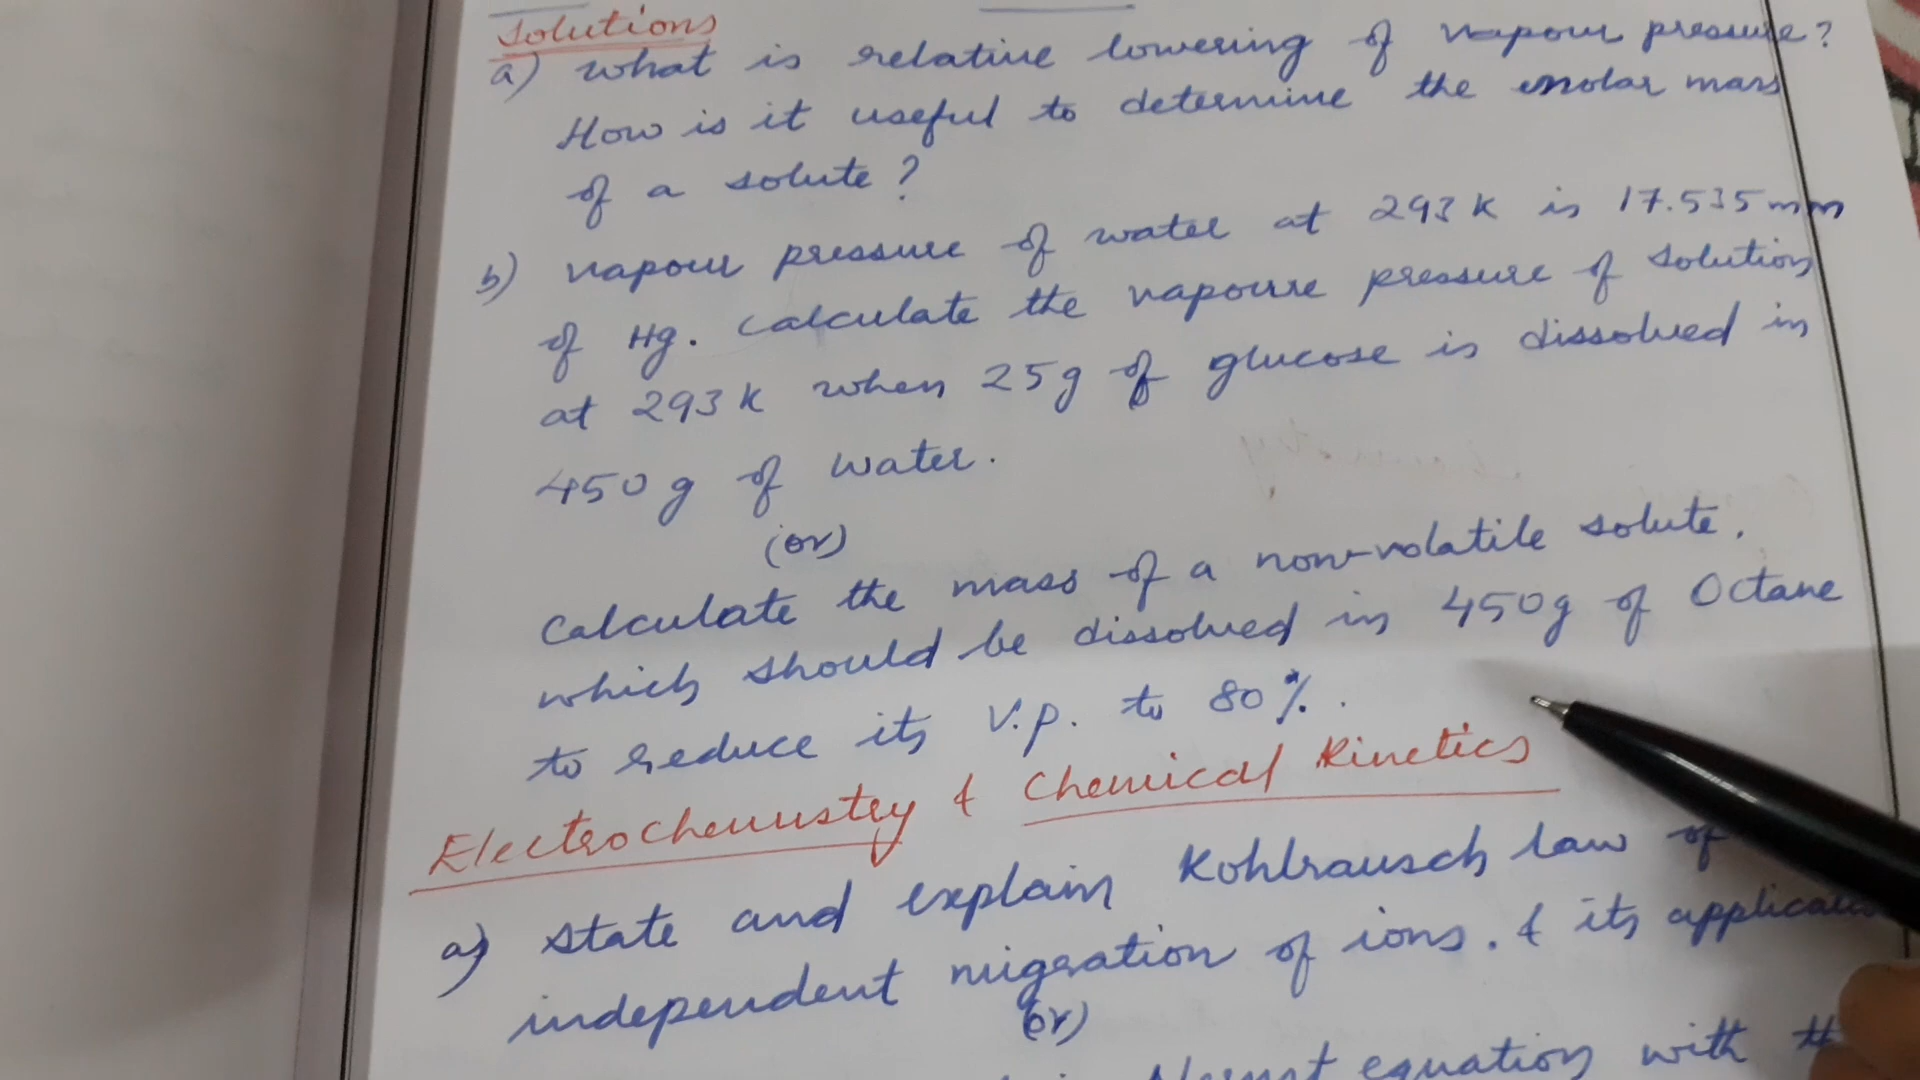 Solutions
a) what is relative lowering of vapour pressure?
How is it useful to determine the molar mass
of a solute?
b) vapour pressure of water at 293 K is 17.535 mm
of Hg. Calculate the vapoure pressure of solution
at 293 K when 25g of glucose is dissolved in
450 g of water.
(or)
Calculate the mass of a non-volatile solute.
which should be dissolved in 450g of Octane
to reduce its V.p. to 80%.
Electrochemistry & Chemical Kinetics
a) State and explain Kohlrausch law of
independent migration of ions. & its
(or)
Nernst equation with